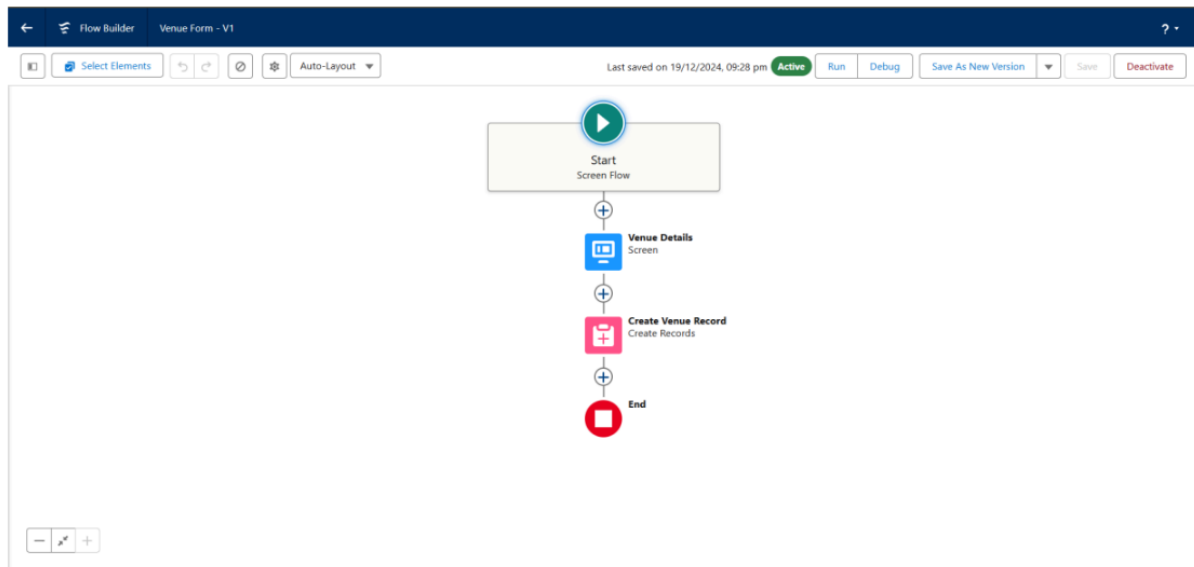 Flow Builder Venue Form - V1 ?
Select Elements Auto-Layout Last saved on 19/12/2024, 09:28 pm Active Run Debug Save As New Version Save Deactivate
Start
Screen Flow
Venue Details
Screen
Create Venue Record
Create Records
End